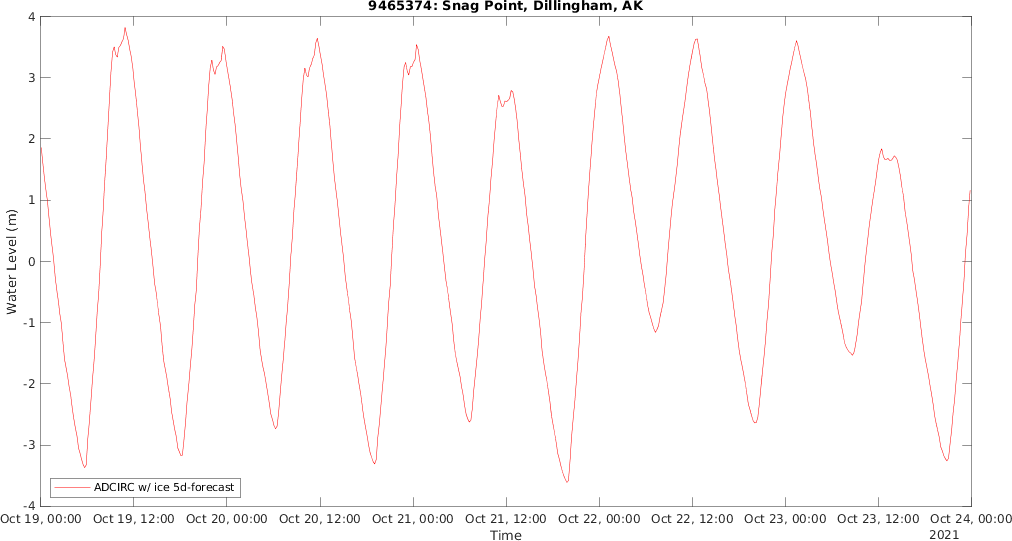 9465374: Snag Point, Dillingham, AK
4
3
2
1
0
-1
-2
-3
-4
Water Level (m)
ADCIRC w/ ice 5d-forecast
Oct 19, 00:00 Oct 19, 12:00 Oct 20, 00:00 Oct 20, 12:00 Oct 21, 00:00 Oct 21, 12:00 Oct 22, 00:00 Oct 22, 12:00 Oct 23, 00:00 Oct 23, 12:00 Oct 24, 00:00
Time
2021